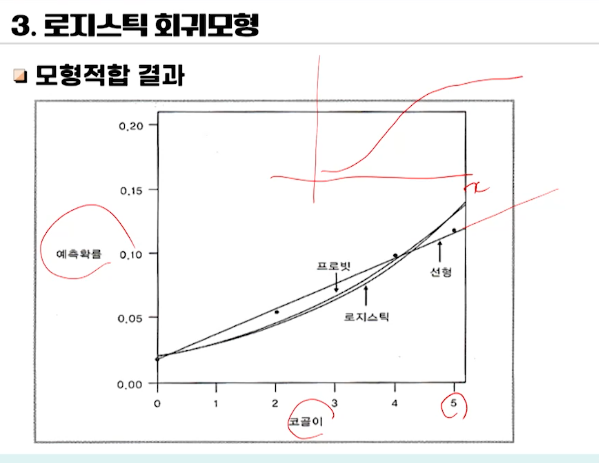 3. 로지스틱 회귀모형
모형적합 결과
0,20
0,15
x
예측확률
0,10
프로빗
선형
로지스틱
0,05
0,00
0 1 2 3 4 5
코골이